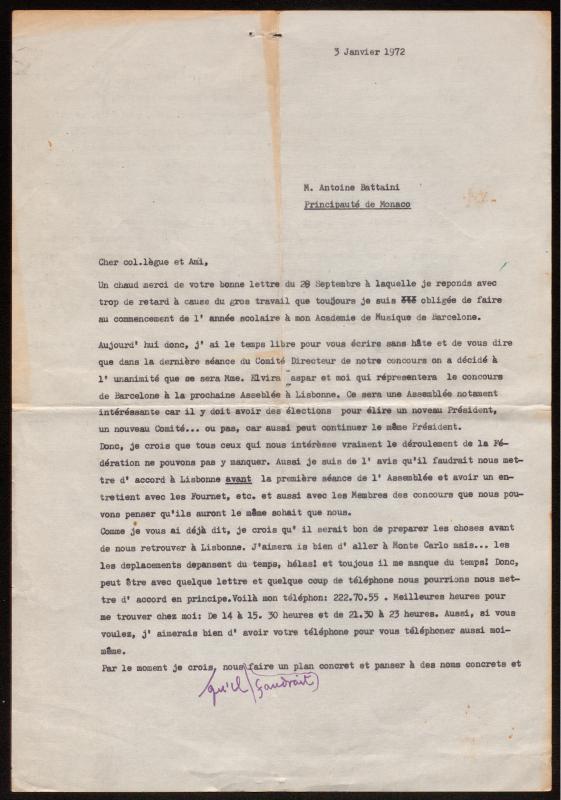 3 Janvier 1972
M. Antoine Battaini
Principauté de Monaco
Cher col.lègue et Ami,
Un chaud merci de votre bonne lettre du 28 Septembre à laquelle je reponds avec
trop de retard à cause du gros travail que toujours je suis obligée de faire
au commencement de l' année scolaire à mon Academie de Musique de Barcelone.
Aujourd' hui donc, j' ai le temps libre pour vous écrire sans hâte et de vous dire
que dans la dernière séance du Comité Directeur de notre concours on a décidé à
l' unanimité que se sera Mme. Elvira aspar et moi qui répresentera le concours
de Barcelone à la prochaine Asseblée à Lisbonne. Ce sera une Assemblée notament
intéréssante car il y doit avoir des élections pour élire un noveau Président,
un nouveau Comité... ou pas, car aussi peut continuer le même Président.
Donc, je crois que tous ceux qui nous intérèsse vraiment le déroulement de la Fé-
dération ne pouvons pas y manquer. Aussi je suis de l' avis qu'il faudrait nous met-
tre d' accord à Lisbonne avant la première séance de l' Assemblée et avoir un en-
tretient avec les Fournet, etc. et aussi avec les Membres des concours que nous pou-
vons penser qu'ils auront le même sohait que nous.
Comme je vous ai déjà dit, je crois qu' il serait bon de preparer les choses avant
de nous retrouver à Lisbonne. J'aimera is bien d' aller à Monte Carlo mais... les
les deplacements depansent du temps, hélas! et toujous il me manque du temps! Donc,
peut être avec quelque lettre et quelque coup de téléphone nous pourrions nous met-
tre d' accord en principe.Voilà mon téléphon: 222.70.55 . Meilleures heures pour
me trouver chez moi: De 14 à 15. 30 heures et de 21.30 à 23 heures. Aussi, si vous
voulez, j' aimerais bien d' avoir votre téléphone pour vous téléphoner aussi moi-
même.
Par le moment je crois, nous faire un plan concret et panser à des noms concrets et
qu'il faudrait